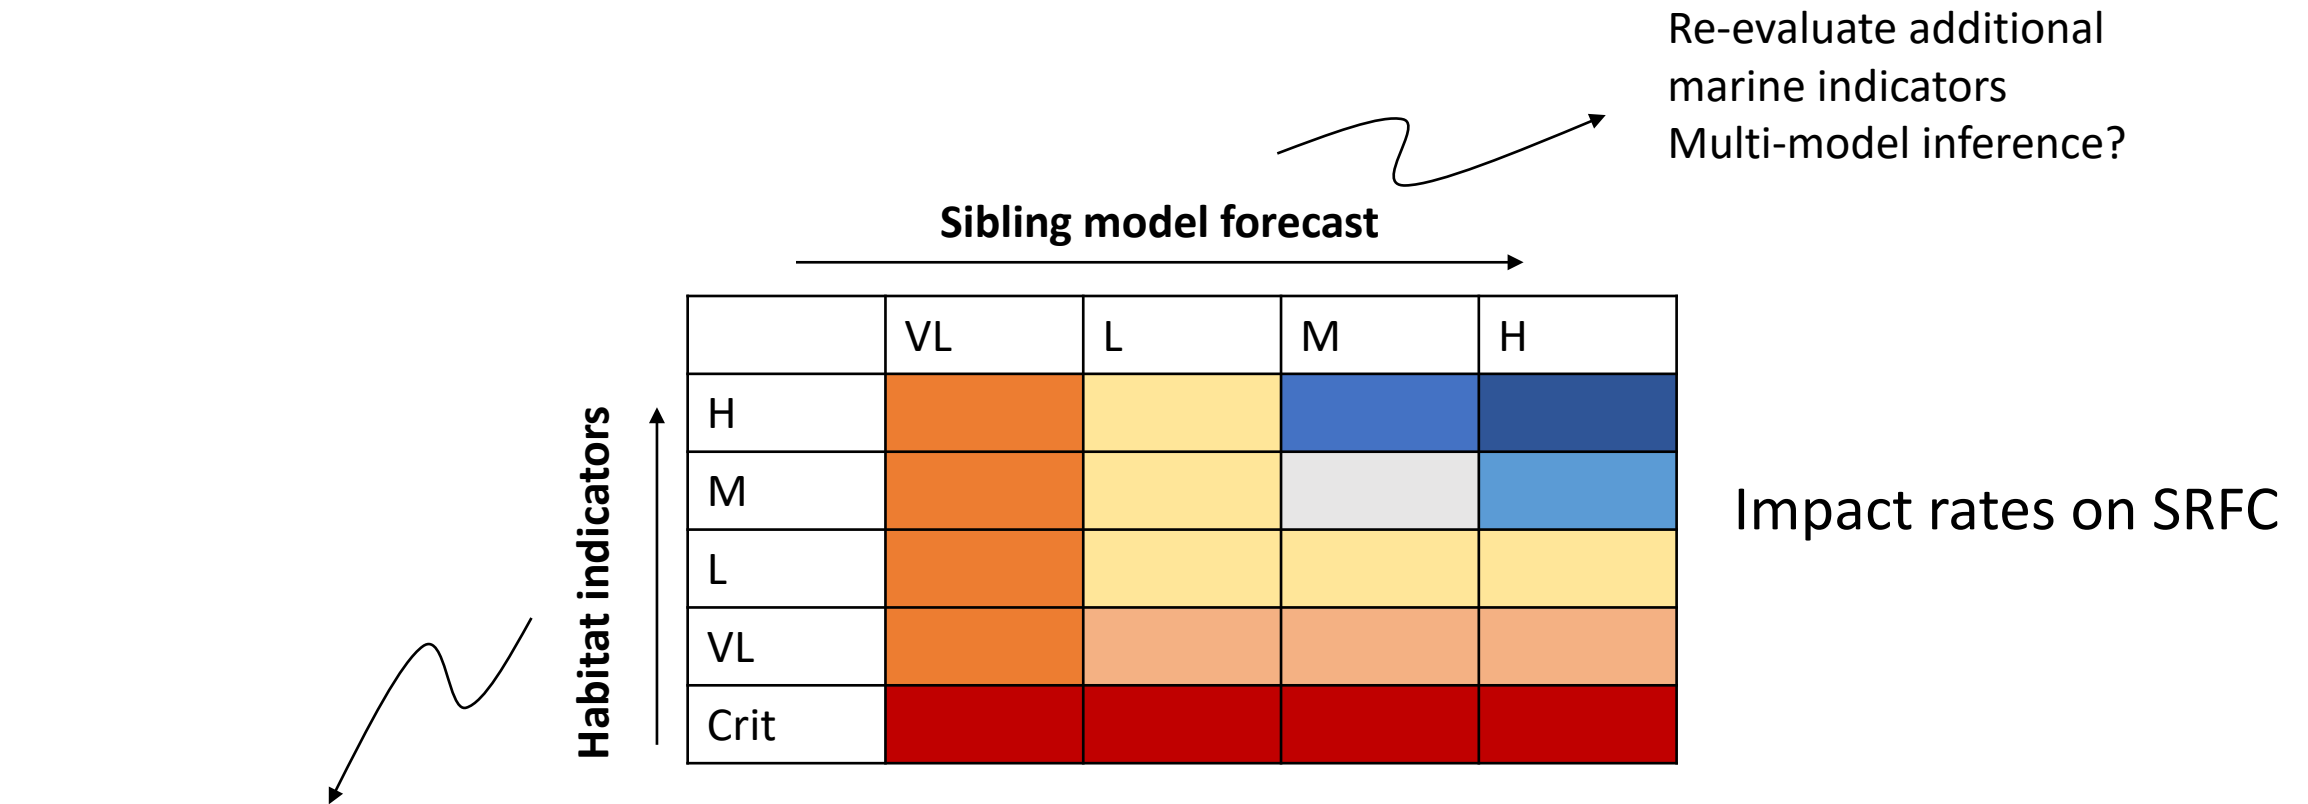 Re-evaluate additional
marine indicators
Multi-model inference?
Sibling model forecast
VL L M H
H
M
L
VL
Crit
Habitat indicators
Impact rates on SRFC